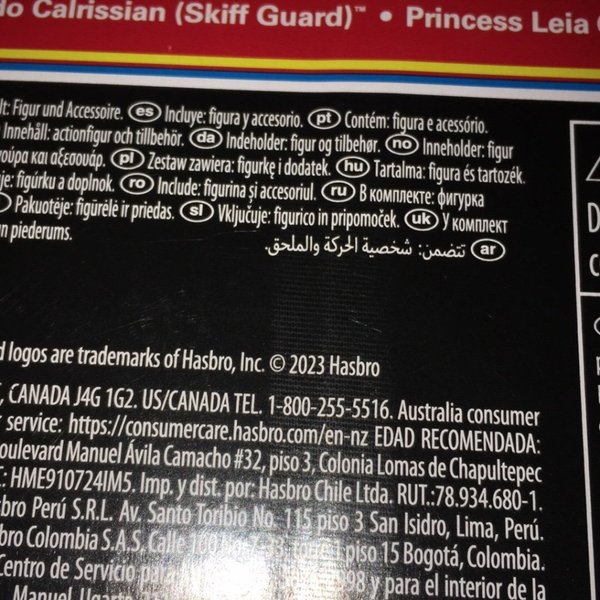 do Calrissian (Skiff Guard)™ • Princess Leia
lt: Figur und Accessoire. es Incluye: figura y accesorio. pt Contém: figura e acessório.
Innehåll: actionfigur och tillbehör. da Indeholder: figur og tilbehør. no Inneholder: figur
γούρα και αξεσουάρ. pl Zestaw zawiera: figurkę i dodatek. hu Tartalma: figura és tartozék.
je: figúrku a doplnok. ro Include: figurina și accesoriul. ru В комплекте: фигурка
Pakuotėje: figūrėlė ir priedas. sl Vključuje: figurico in pripomoček. uk У комплект
n piederums.
ar تتضمن: شخصية الحركة والملحق.
d logos are trademarks of Hasbro, Inc. © 2023 Hasbro
, CANADA J4G 1G2. US/CANADA TEL. 1-800-255-5516. Australia consumer
service: https://consumercare.hasbro.com/en-nz EDAD RECOMENDADA:
oulevard Manuel Ávila Camacho #32, piso 3, Colonia Lomas de Chapultepec
C: HME910724IM5. Imp. y dist. por: Hasbro Chile Ltda. RUT.:78.934.680-1.
sbro Perú S.R.L. Av. Santo Toribio No. 115 piso 3 San Isidro, Lima, Perú.
bro Colombia S.A.S. Calle piso 15 Bogotá, Colombia.
Centro de Servicio para y para el interior de la
Manuel